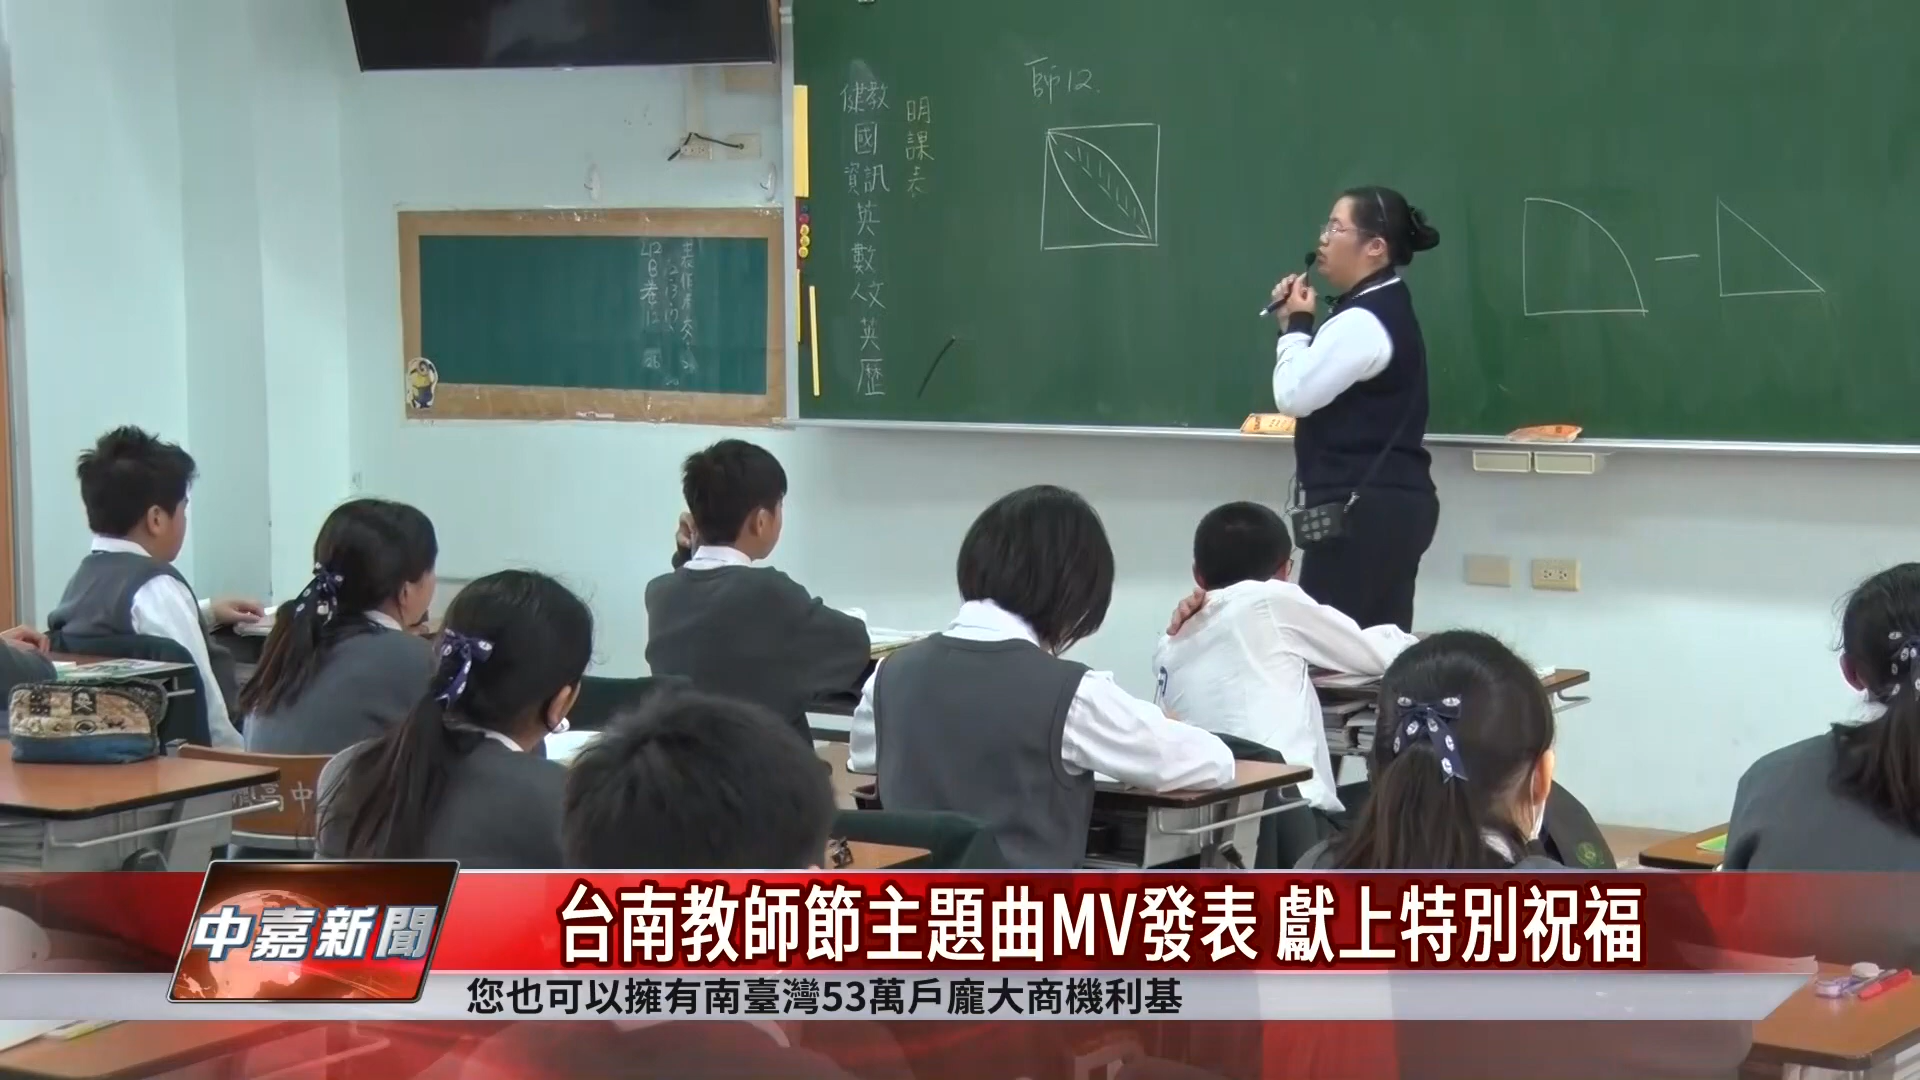 師12.
明課表
健教
國
資訊
英
數
人文
英
歷
高中
中嘉新聞
台南教師節主題曲MV發表 獻上特別祝福
您也可以擁有南臺灣53萬戶龐大商機利基